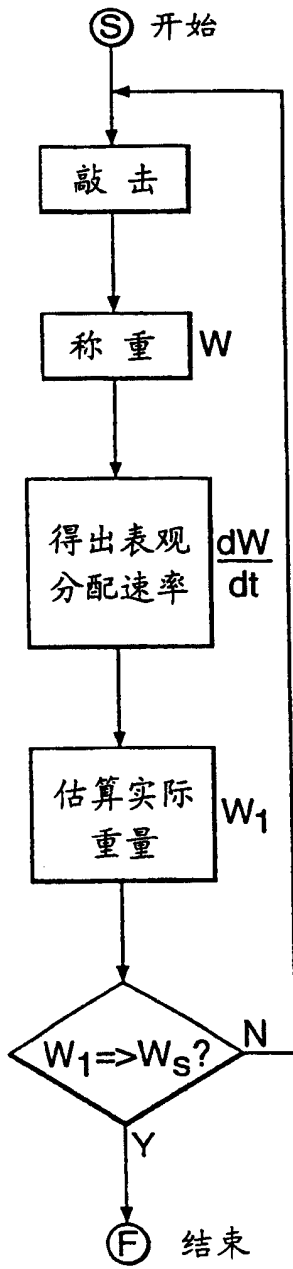 S 开始
敲 击
称 重 W
得出表观
分配速率
dW
dt
估算实际
重量
W₁
W₁=>Wₛ? N
Y
F 结束